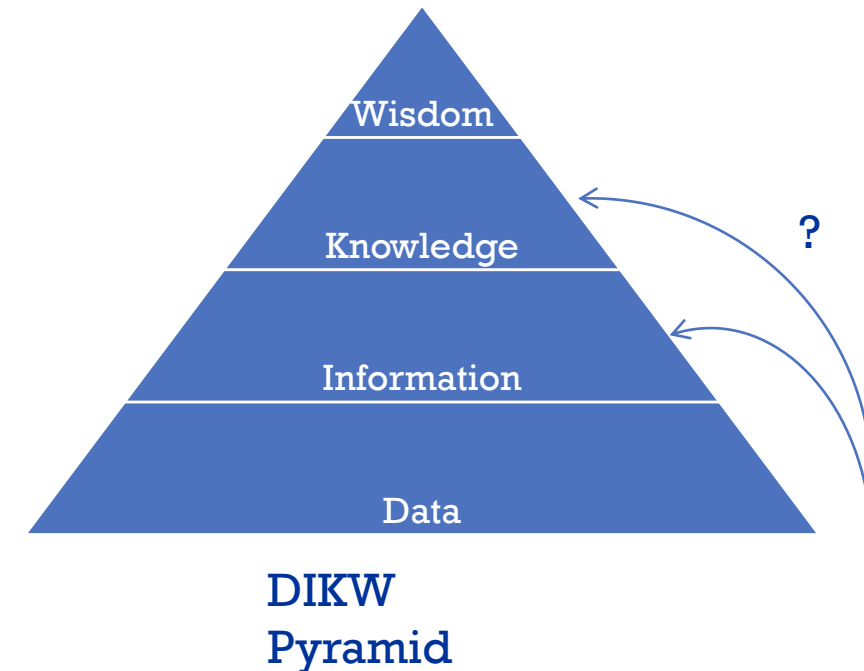 Wisdom
?
Knowledge
Information
Data
DIKW
Pyramid